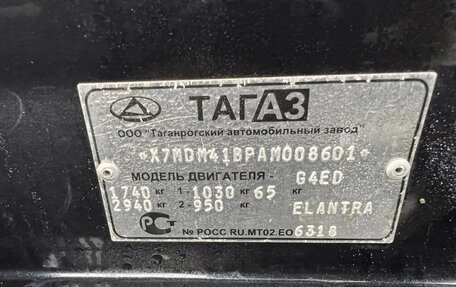 ТАГАЗ
ООО "Таганрогский автомобильный завод"
*X7MDM41BPAM008601*
МОДЕЛЬ ДВИГАТЕЛЯ - G4ED
1740 кг 1-1030 кг 65 кг
2940 кг 2-950 кг ELANTRA
№ РОСС RU.MT02.E06318